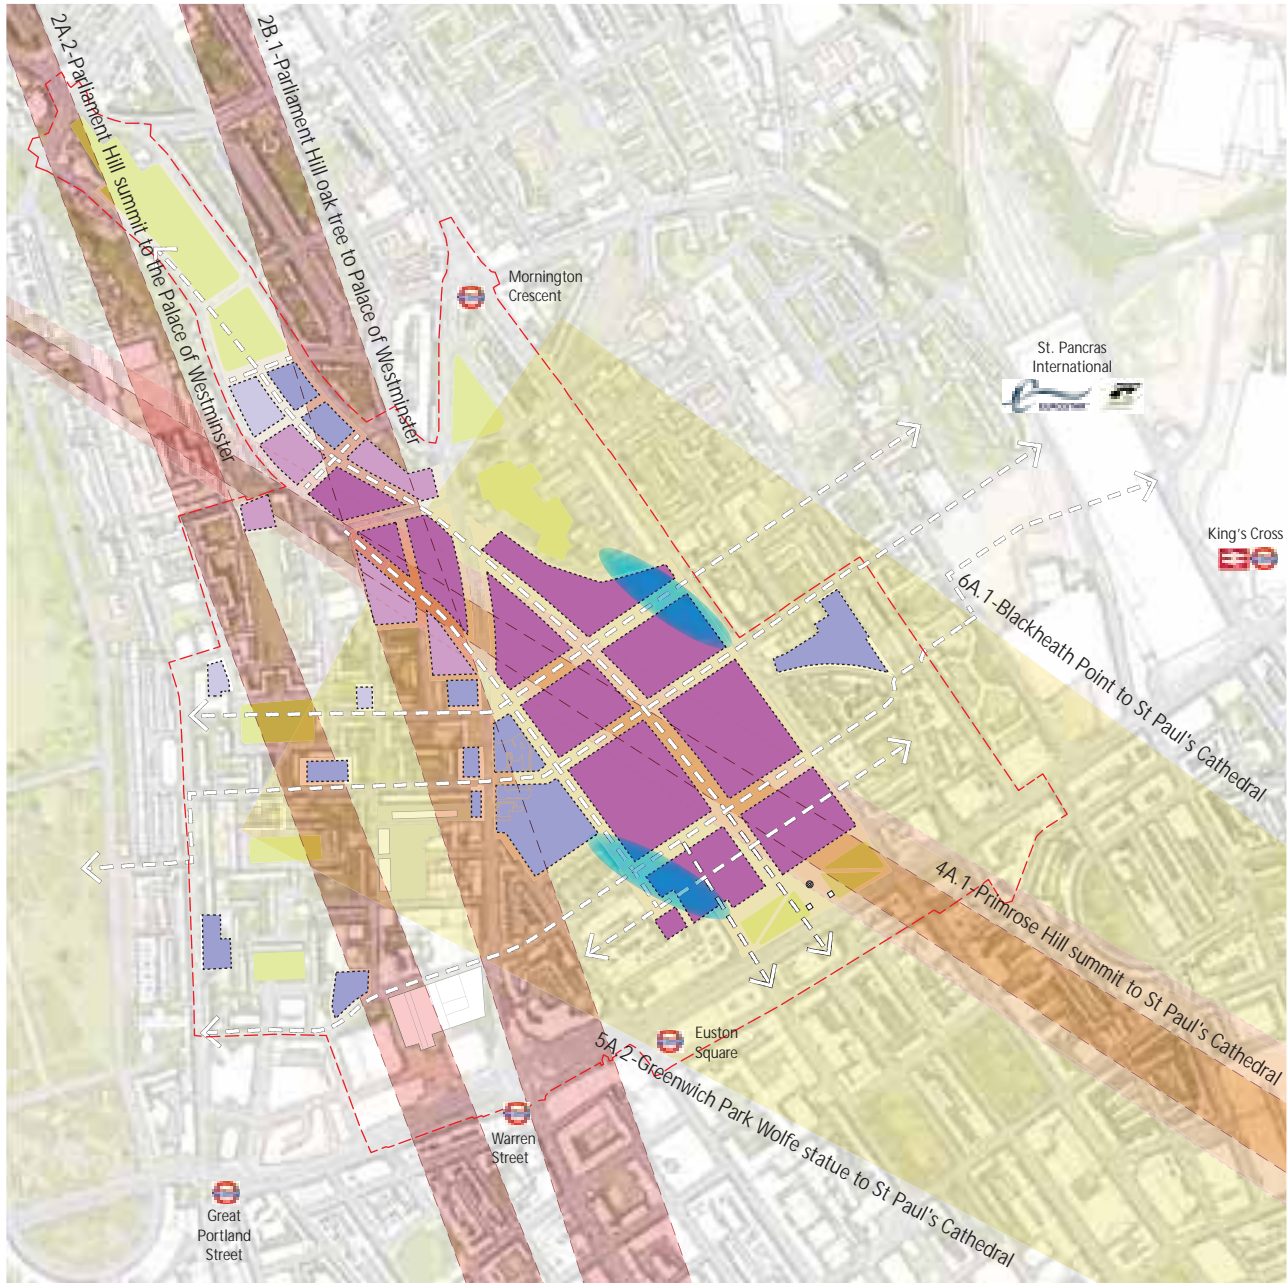 2A.2-Parliament Hill summit to the Palace of Westminster
2B.1-Parliament Hill oak tree to Palace of Westminster
Mornington
Crescent
St. Pancras
International
King's Cross
6A.1-Blackheath Point to St Paul's Cathedral
4A.1-Primrose Hill summit to St Paul's Cathedral
5A.2-Greenwich Park Wolfe statue to St Paul's Cathedral
Euston
Square
Warren
Street
Great
Portland
Street